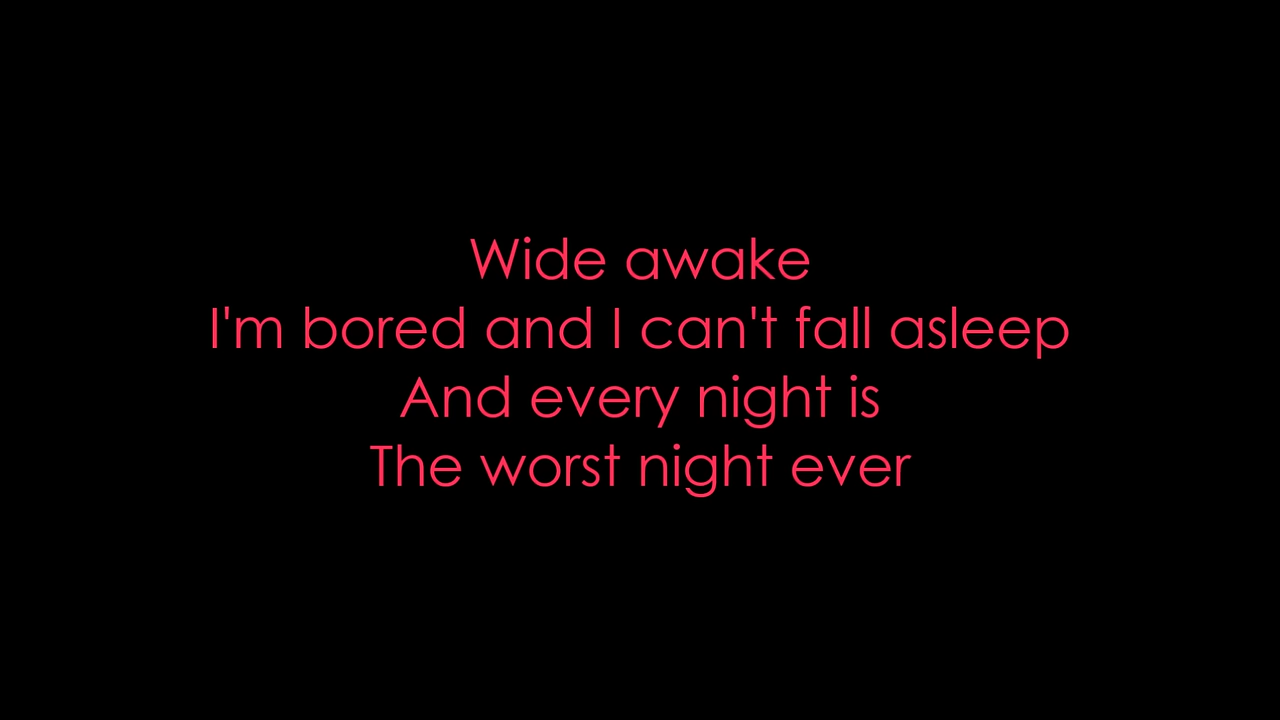 Wide awake
I'm bored and I can't fall asleep
And every night is
The worst night ever